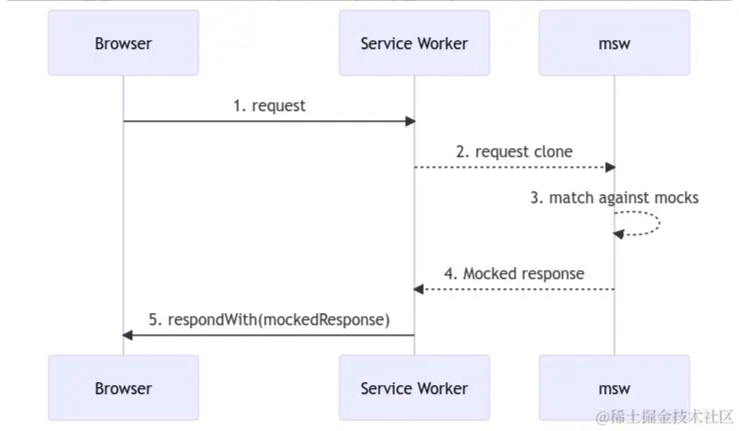 Browser
Service Worker
msw
1. request
2. request clone
3. match against mocks
4. Mocked response
5. respondWith(mockedResponse)
Browser
Service Worker
msw
@稀土掘金技术社区